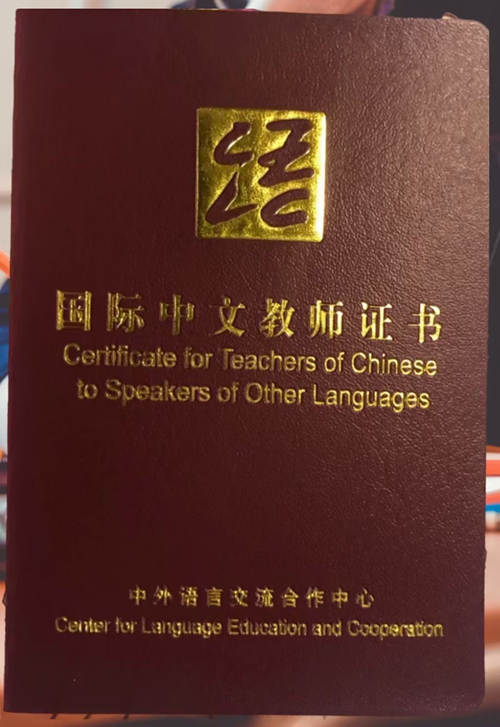 国际中文教师证书
Certificate for Teachers of Chinese
to Speakers of Other Languages
中外语言交流合作中心
Center for Language Education and Cooperation